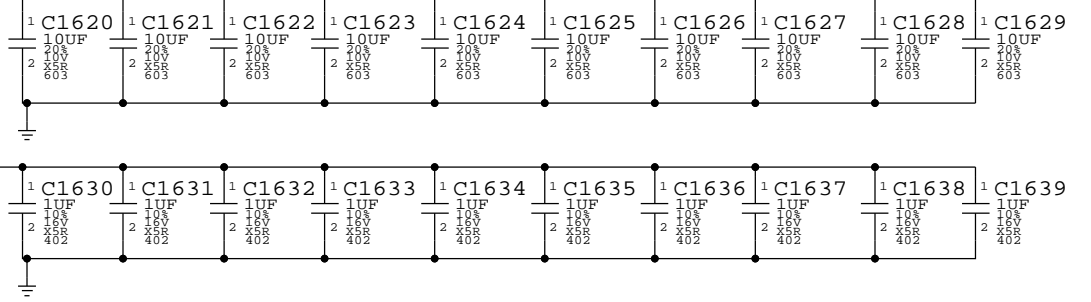 1 C1620 1 C1621 1 C1622 1 C1623 1 C1624 1 C1625 1 C1626 1 C1627 1 C1628 1 C1629
10UF 10UF 10UF 10UF 10UF 10UF 10UF 10UF 10UF 10UF
20% 20% 20% 20% 20% 20% 20% 20% 20% 20%
10V 10V 10V 10V 10V 10V 10V 10V 10V 10V
2 X5R 2 X5R 2 X5R 2 X5R 2 X5R 2 X5R 2 X5R 2 X5R 2 X5R 2 X5R
603 603 603 603 603 603 603 603 603 603
1 C1630 1 C1631 1 C1632 1 C1633 1 C1634 1 C1635 1 C1636 1 C1637 1 C1638 1 C1639
1UF 1UF 1UF 1UF 1UF 1UF 1UF 1UF 1UF 1UF
10% 10% 10% 10% 10% 10% 10% 10% 10% 10%
16V 16V 16V 16V 16V 16V 16V 16V 16V 16V
2 X5R 2 X5R 2 X5R 2 X5R 2 X5R 2 X5R 2 X5R 2 X5R 2 X5R 2 X5R
402 402 402 402 402 402 402 402 402 402